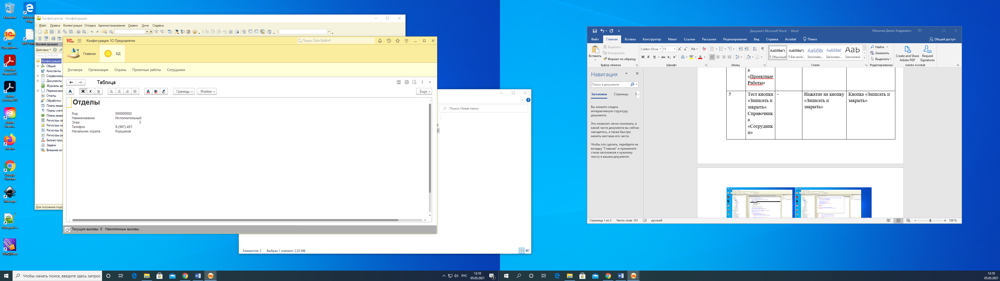 Корзина
Microso...
Edge
1C
Предприя...
WPS Offi
Acrobat
Reader DC
Adobe
Acrobat DC
Adobe
Creati...
Firefox
Google
Chrome
Inkscape
Notepad++
WinDjView
Конфигуратор - Конфигурация
Файл Правка Конфигурация Отладка Администрирование Сервис Окна Справка
Конфигурация
Действия
Поиск (Ctrl+Alt+M)
Конфигурация
Общие
Константы
Справочник
Документы
Журналы до
Перечислен
Отчеты
Обработки
Планы видо
Планы счето
Планы видо
Регистры св
Регистры на
Регистры бу
Регистры ра
Бизнес-проц
Задачи
Внешние ист
Для получения подс
Конфигурация 1С:Предприятие
Поиск Ctrl+Shift+F
Главное БД
Договора Организации Отделы Проектные работы Сотрудники
Таблица
А Ж К Ч А Границы Ячейки Еще
Отделы
Код 000000002
Наименование Исполнительный
Этаж 3
Телефон 8-(987)-401
Начальник отдела Коршиков
Текущие вызовы: 0 Накопленные вызовы...
Поиск: Новая папка
Б
Б
Элементов: 2 Выбран 1 элемент: 2,03 МБ
Документ Microsoft Word - Word
Мальнев Денис Андреевич
Файл Главная Вставка Конструктор Макет Ссылки Рассылки Рецензирование Вид Справка Acrobat Поиск Общий доступ
Вставить
Вырезать
Копировать
Формат по образцу
Буфер обмена
Calibri (Оснс 11
Ж К Ч abc x₂ x²
Шрифт
Абзац
АаБбВвГг, АаБбВвГг, АаБбВв АаБбВвГ АаЬ
¶ Обычный ¶ Без инте... Заголово... Заголово... Заголовок
Стили
Найти
Заменить
Выделить
Редактирование
Create and Share
Adobe PDF
Request
Signatures
Adobe Acrobat
Навигация
Поиск в документе
Заголовки Страницы
Вы можете создать
интерактивную структуру
документа.
Это позволит легко понимать, в
какой части документа вы сейчас
находитесь, а также быстро
менять местами его части.
Чтобы это сделать, перейдите на
вкладку "Главная" и примените
стили заголовков к нужному
тексту в вашем документе.
а
«Проектные
Работы»
5
Тест кнопки
«Записать и
закрыть»
Справочник
а
«Сотрудник
и»
-
Нажатие на кнопку
«Записать и
закрыть»
Кнопка «Записать и
закрыть»
Страница 1 из 3 Число слов: 191 русский
100 %
Чтобы начать поиск, введите здесь запрос
РУС
13:10
05.03.2021
1
13:10
05.03.2021